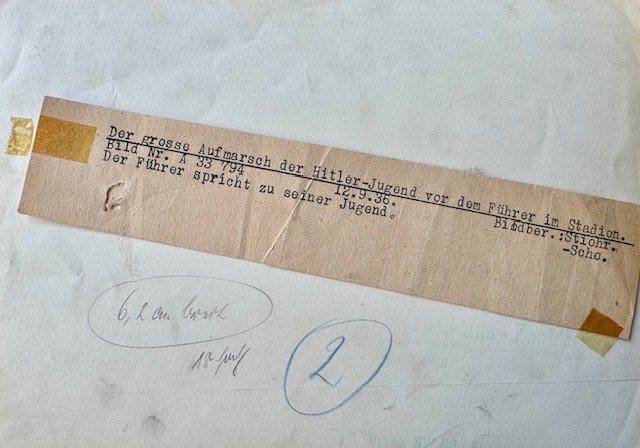 Der grosse Aufmarsch der Hitler-Jugend vor dem Führer im Stadion.
Bild Nr. A 33 794 12.9.36. Bildber.:Stiohr.
Der Führer spricht zu seiner Jugend. -Scho.
6,2 cm breit
2